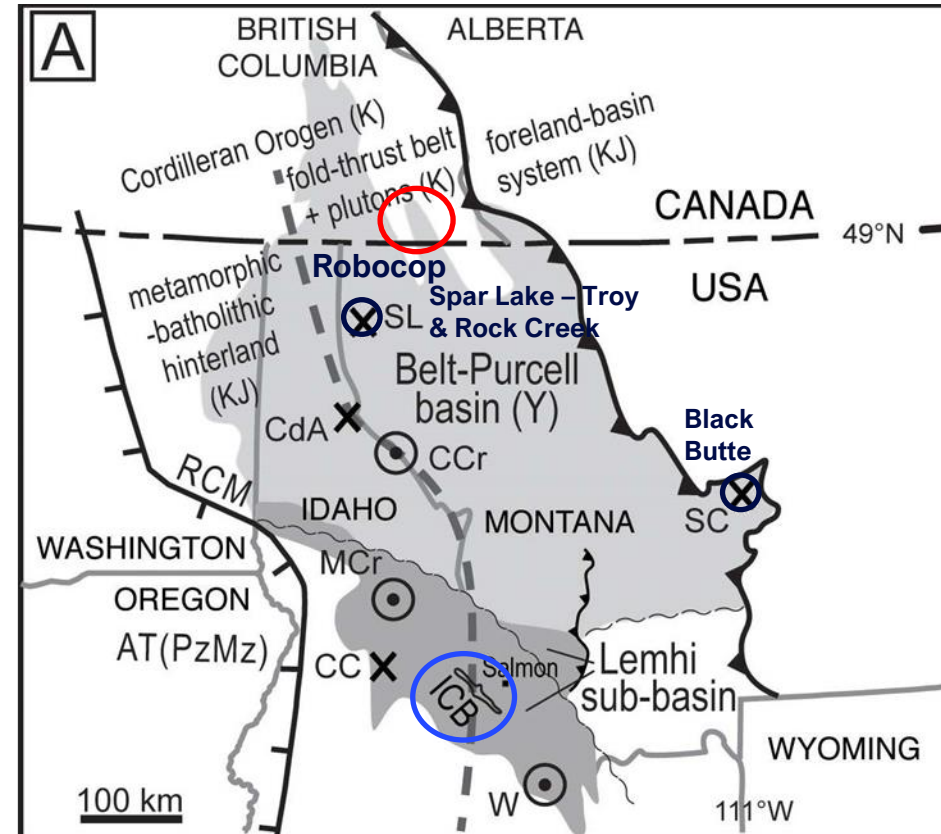 A
BRITISH
COLUMBIA
ALBERTA
Cordilleran Orogen (K)
fold-thrust belt
+ plutons (K)
foreland-basin
system (KJ)
CANADA
49°N
USA
metamorphic
-batholithic
hinterland
(KJ)
Robocop
SL
Spar Lake – Troy
& Rock Creek
Belt-Purcell
basin (Y)
CdA
CCr
Black
Butte
SC
RCM
IDAHO
MONTANA
WASHINGTON
OREGON
MCr
AT(PzMz)
CC
ICB
Salmon
Lemhi
sub-basin
WYOMING
W
100 km
111°W